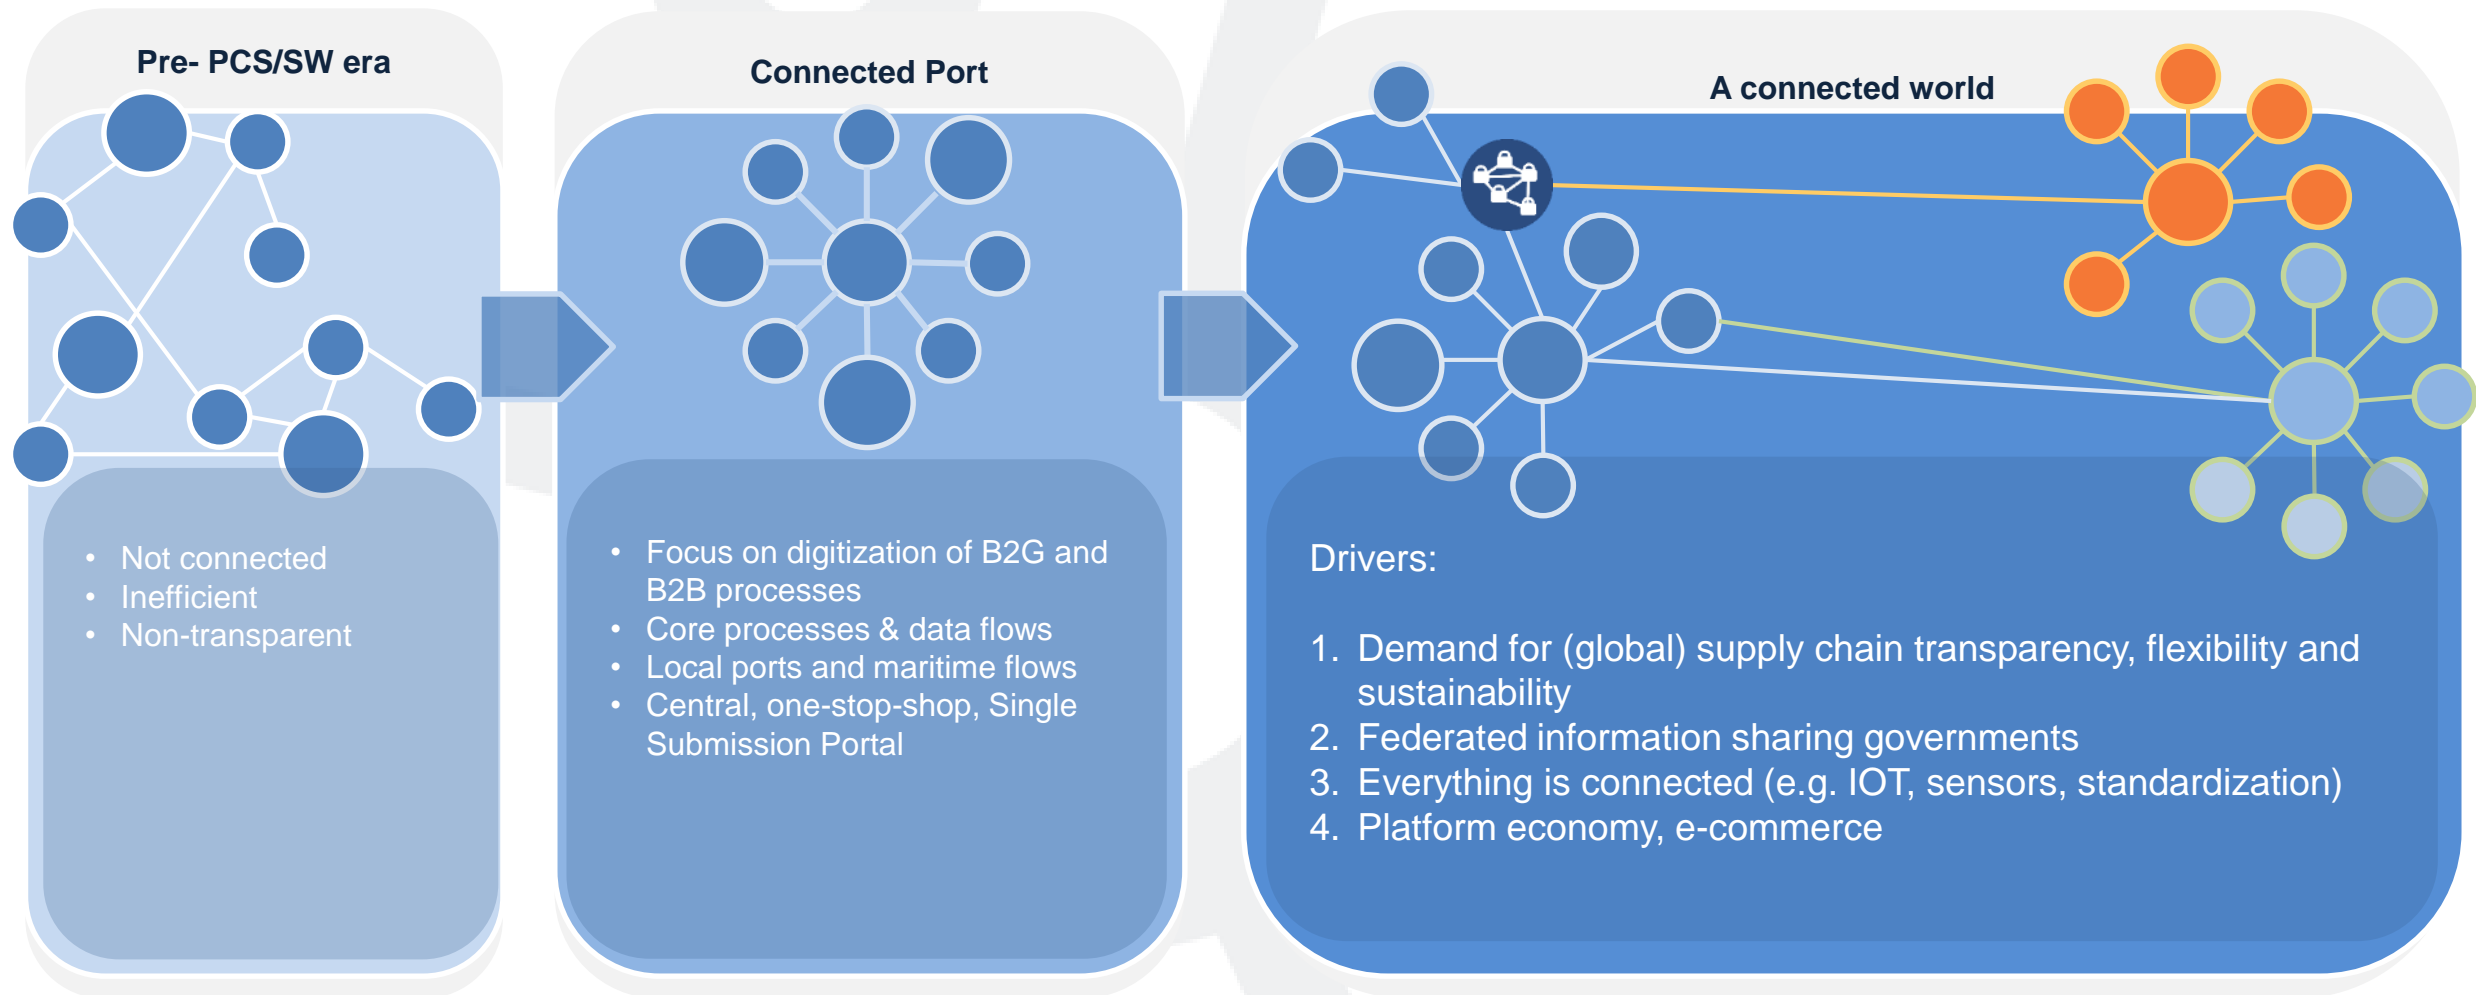 Pre- PCS/SW era
• Not connected
• Inefficient
• Non-transparent
Connected Port
• Focus on digitization of B2G and
B2B processes
• Core processes & data flows
• Local ports and maritime flows
• Central, one-stop-shop, Single
Submission Portal
A connected world
Drivers:
1. Demand for (global) supply chain transparency, flexibility and
sustainability
2. Federated information sharing governments
3. Everything is connected (e.g. IOT, sensors, standardization)
4. Platform economy, e-commerce